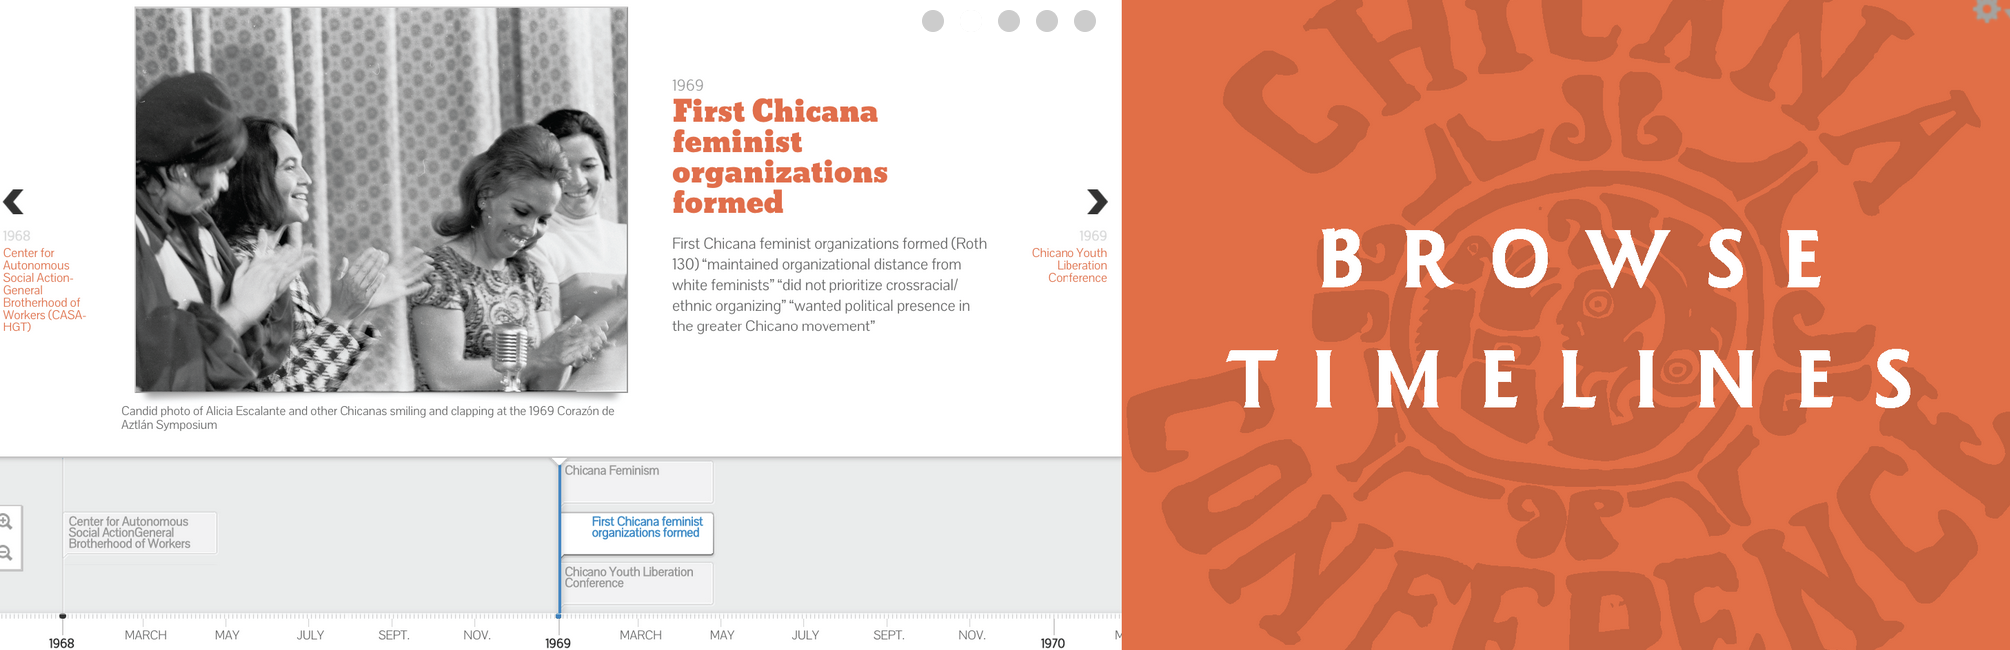 1968
Center for
Autonomous
Social Action-
General
Brotherhood of
Workers (CASA-
HGT)
Candid photo of Alicia Escalante and other Chicanas smiling and clapping at the 1969 Corazón de
Aztlán Symposium
1969
First Chicana
feminist
organizations
formed
First Chicana feminist organizations formed (Roth
130) “maintained organizational distance from
white feminists” “did not prioritize crossracial/
ethnic organizing” “wanted political presence in
the greater Chicano movement”
1969
Chicano Youth
Liberation
Conference
Chicana Feminism
Center for Autonomous
Social ActionGeneral
Brotherhood of Workers
First Chicana feminist
organizations formed
Chicano Youth Liberation
Conference
MARCH MAY JULY SEPT. NOV. MARCH MAY JULY SEPT. NOV. M
1968 1969 1970
CHICANA
BROWSE
TIMELINES
CONFERENCE